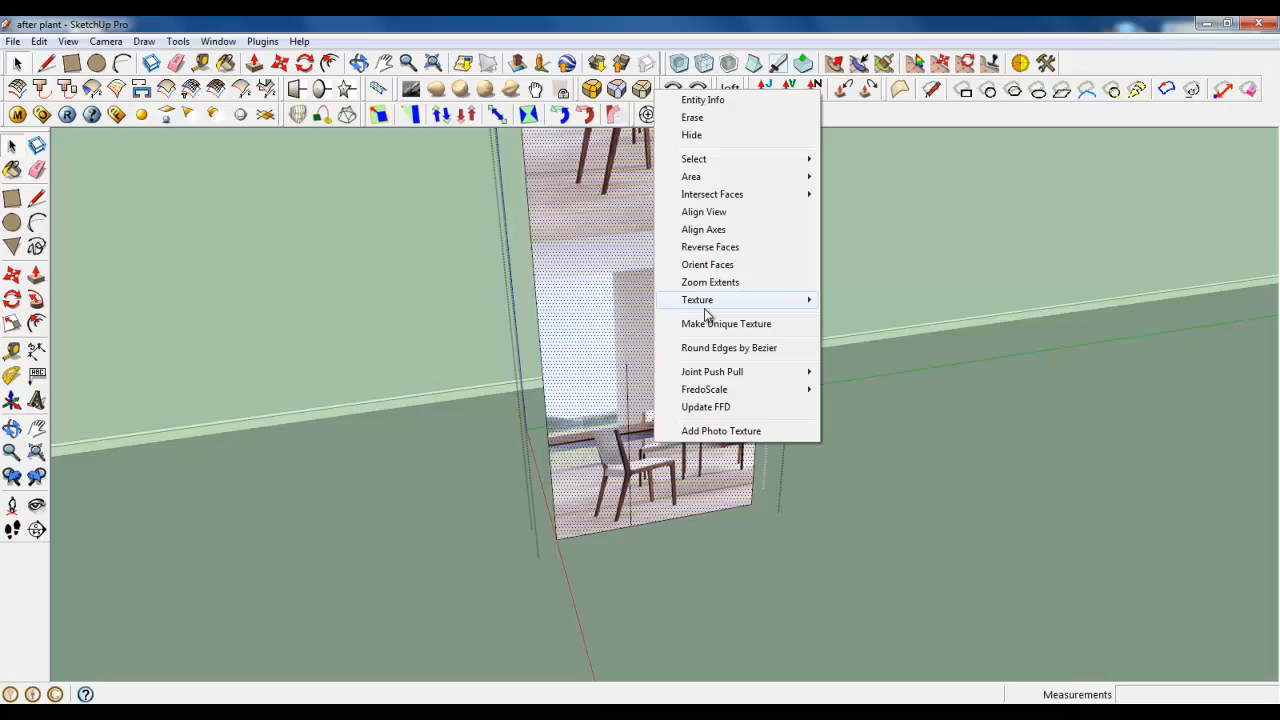 after plant - SketchUp Pro
File Edit View Camera Draw Tools Window Plugins Help
Entity Info
Erase
Hide
Select
Area
Intersect Faces
Align View
Align Axes
Reverse Faces
Orient Faces
Zoom Extents
Texture
Make Unique Texture
Round Edges by Bezier
Joint Push Pull
FredoScale
Update FFD
Add Photo Texture
Measurements